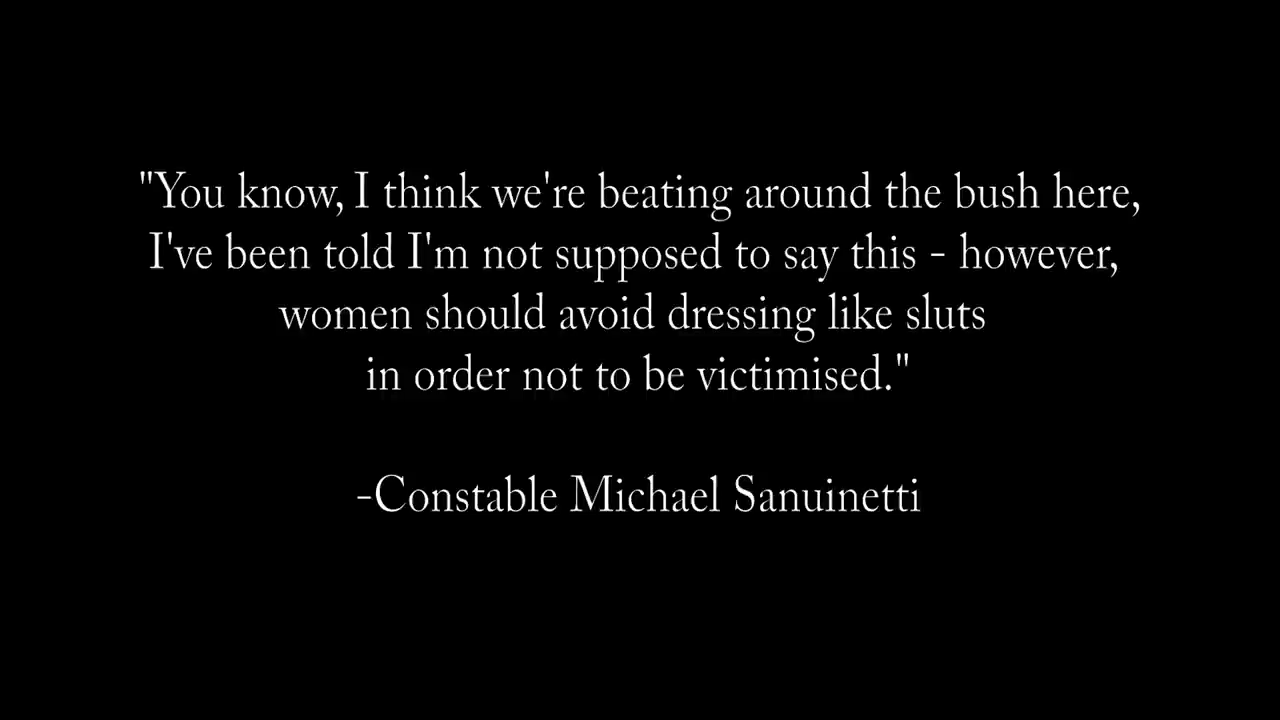 "You know, I think we're beating around the bush here,
I've been told I'm not supposed to say this - however,
women should avoid dressing like sluts
in order not to be victimised."
-Constable Michael Sanuinetti